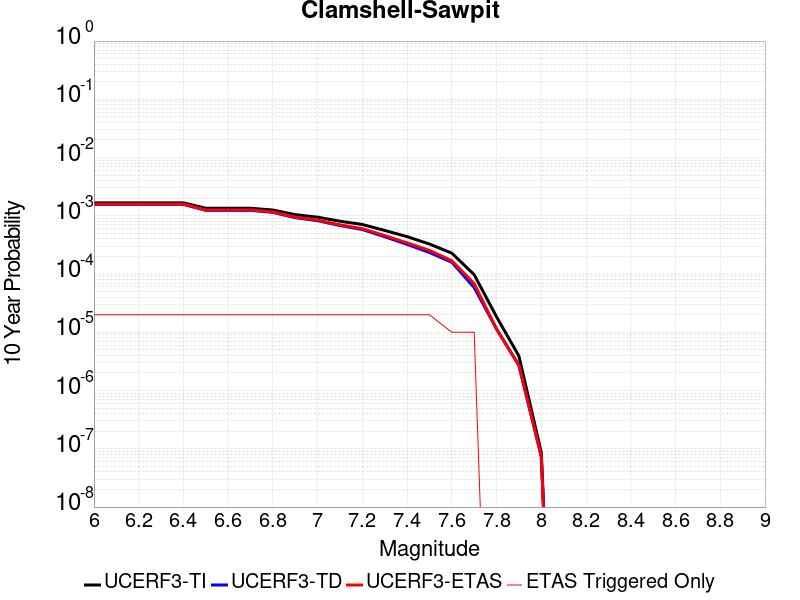 Clamshell-Sawpit
10 0
10 -1
10 -2
10 -3
10 -4
10 -5
10 -6
10 -7
10 -8
10 Year Probability
6 6.2 6.4 6.6 6.8 7 7.2 7.4 7.6 7.8 8 8.2 8.4 8.6 8.8 9
Magnitude
UCERF3-TI UCERF3-TD UCERF3-ETAS ETAS Triggered Only